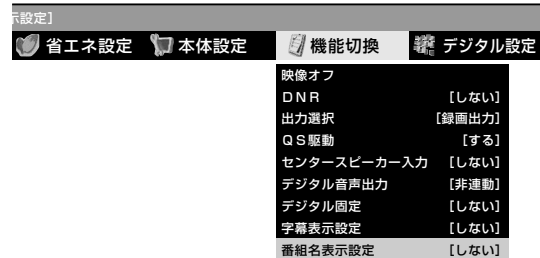 示設定]
省エネ設定 本体設定 機能切換 デジタル設定
映像オフ
DNR [しない]
出力選択 [録画出力]
QS駆動 [する]
センタースピーカー入力 [しない]
デジタル音声出力 [非連動]
デジタル固定 [しない]
字幕表示設定 [しない]
番組名表示設定 [しない]